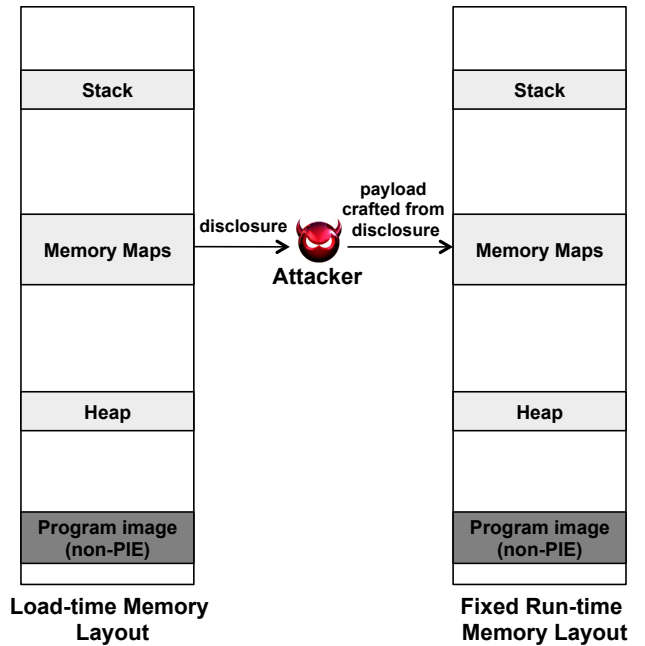 Stack
Memory Maps
Heap
Program image
(non-PIE)
Load-time Memory
Layout
disclosure
Attacker
payload
crafted from
disclosure
Stack
Memory Maps
Heap
Program image
(non-PIE)
Fixed Run-time
Memory Layout